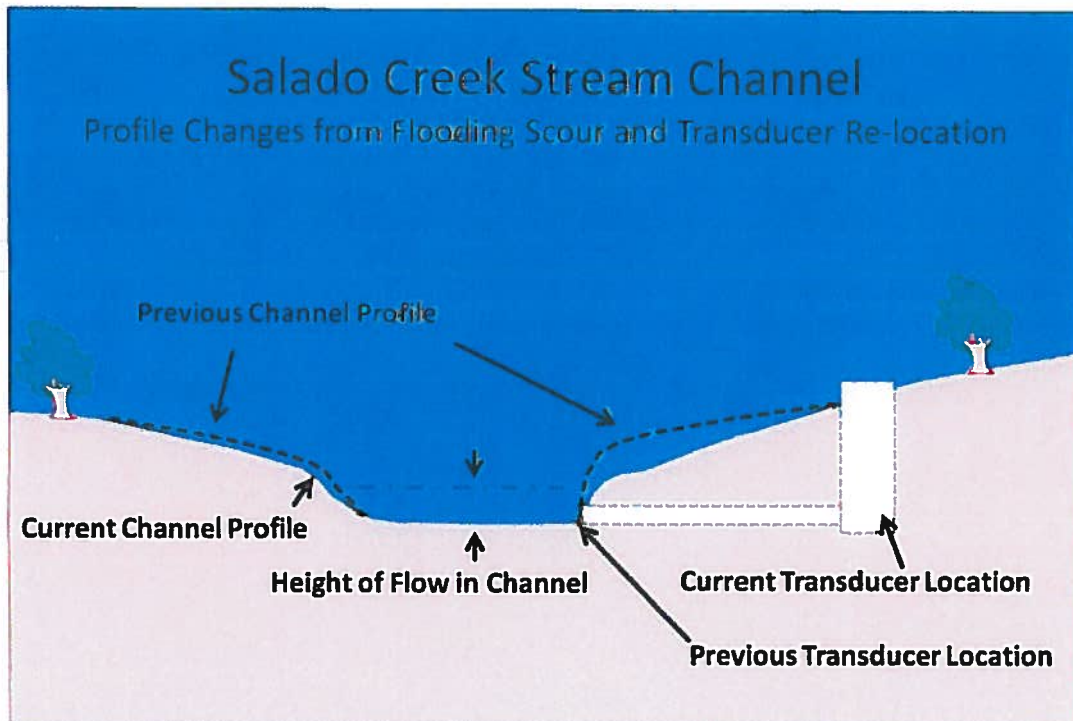 Salado Creek Stream Channel
Profile Changes from Flooding Scour and Transducer Re-location
Previous Channel Profile
Current Channel Profile
Height of Flow in Channel
Current Transducer Location
Previous Transducer Location